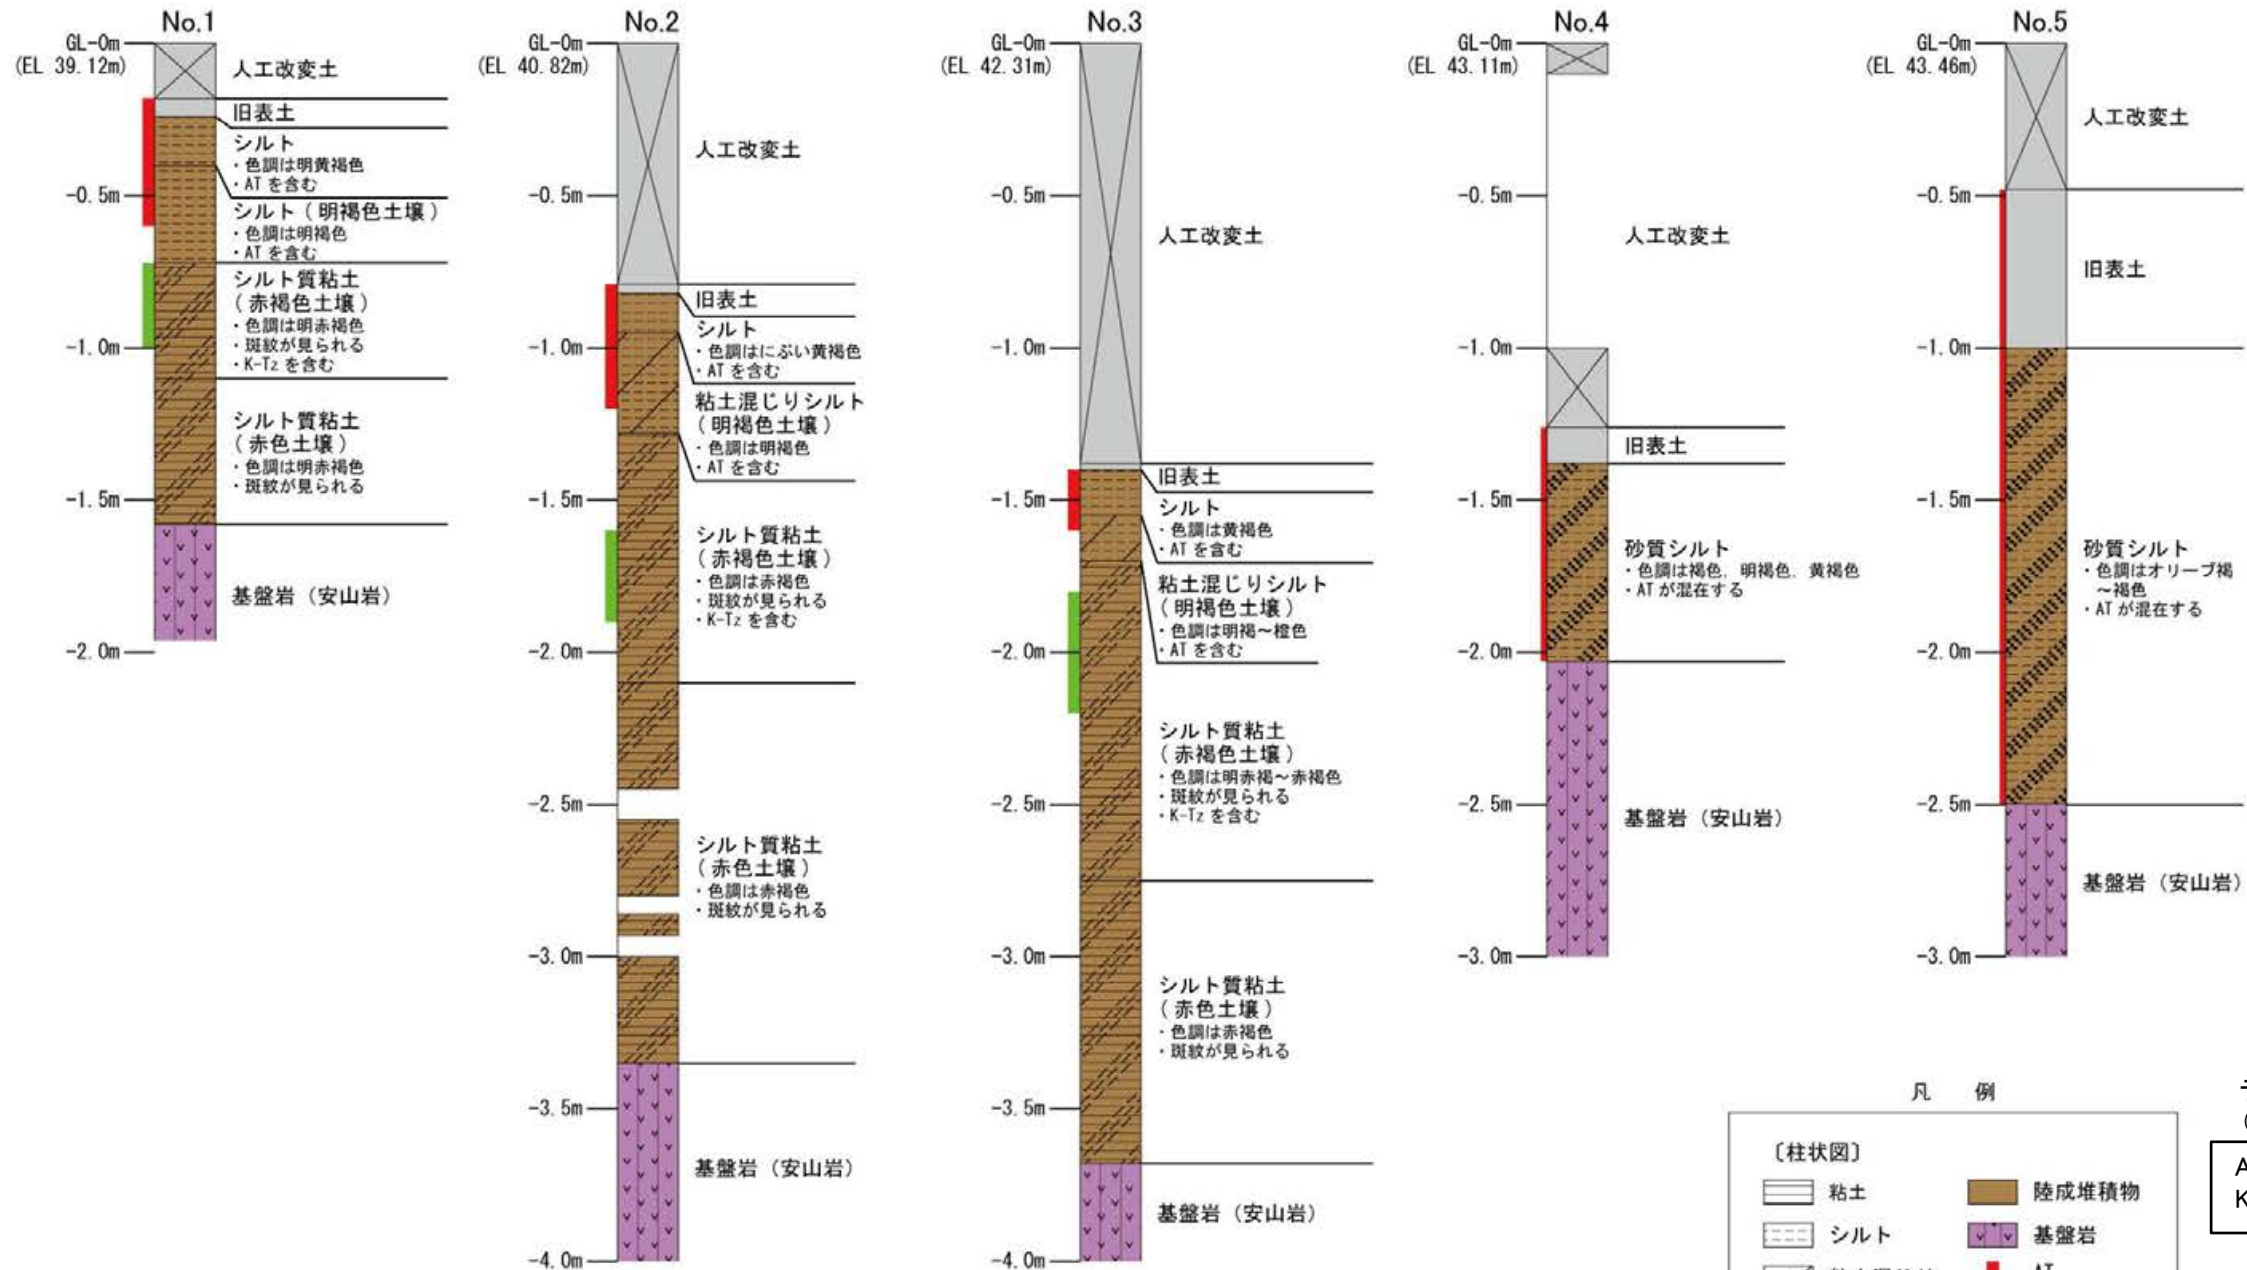 No.1
GL-0m
(EL 39.12m)
-0.5m
-1.0m
-1.5m
-2.0m
人工改変土
旧表土
シルト
・色調は明黄褐色
・ATを含む
シルト(明褐色土壌)
・色調は明褐色
・ATを含む
シルト質粘土
(赤褐色土壌)
・色調は明赤褐色
・斑紋が見られる
・K-Tzを含む
シルト質粘土
(赤色土壌)
・色調は明赤褐色
・斑紋が見られる
基盤岩(安山岩)
No.2
GL-0m
(EL 40.82m)
-0.5m
-1.0m
-1.5m
-2.0m
-2.5m
-3.0m
-3.5m
-4.0m
人工改変土
旧表土
シルト
・色調はにぶい黄褐色
・ATを含む
粘土混じりシルト
(明褐色土壌)
・色調は明褐色
・ATを含む
シルト質粘土
(赤褐色土壌)
・色調は赤褐色
・斑紋が見られる
・K-Tzを含む
シルト質粘土
(赤色土壌)
・色調は赤褐色
・斑紋が見られる
基盤岩(安山岩)
No.3
GL-0m
(EL 42.31m)
-0.5m
-1.0m
-1.5m
-2.0m
-2.5m
-3.0m
-3.5m
-4.0m
人工改変土
旧表土
シルト
・色調は黄褐色
・ATを含む
粘土混じりシルト
(明褐色土壌)
・色調は明褐～橙色
・ATを含む
シルト質粘土
(赤褐色土壌)
・色調は明赤褐～赤褐色
・斑紋が見られる
・K-Tzを含む
シルト質粘土
(赤色土壌)
・色調は赤褐色
・斑紋が見られる
基盤岩(安山岩)
No.4
GL-0m
(EL 43.11m)
-0.5m
-1.0m
-1.5m
-2.0m
-2.5m
-3.0m
人工改変土
旧表土
砂質シルト
・色調は褐色, 明褐色, 黄褐色
・ATが混在する
基盤岩(安山岩)
No.5
GL-0m
(EL 43.46m)
-0.5m
-1.0m
-1.5m
-2.0m
-2.5m
-3.0m
人工改変土
旧表土
砂質シルト
・色調はオリーブ褐
～褐色
・ATが混在する
基盤岩(安山岩)
凡 例
〔柱状図〕
粘土
シルト
陸成堆積物
基盤岩
AT
(
A
K